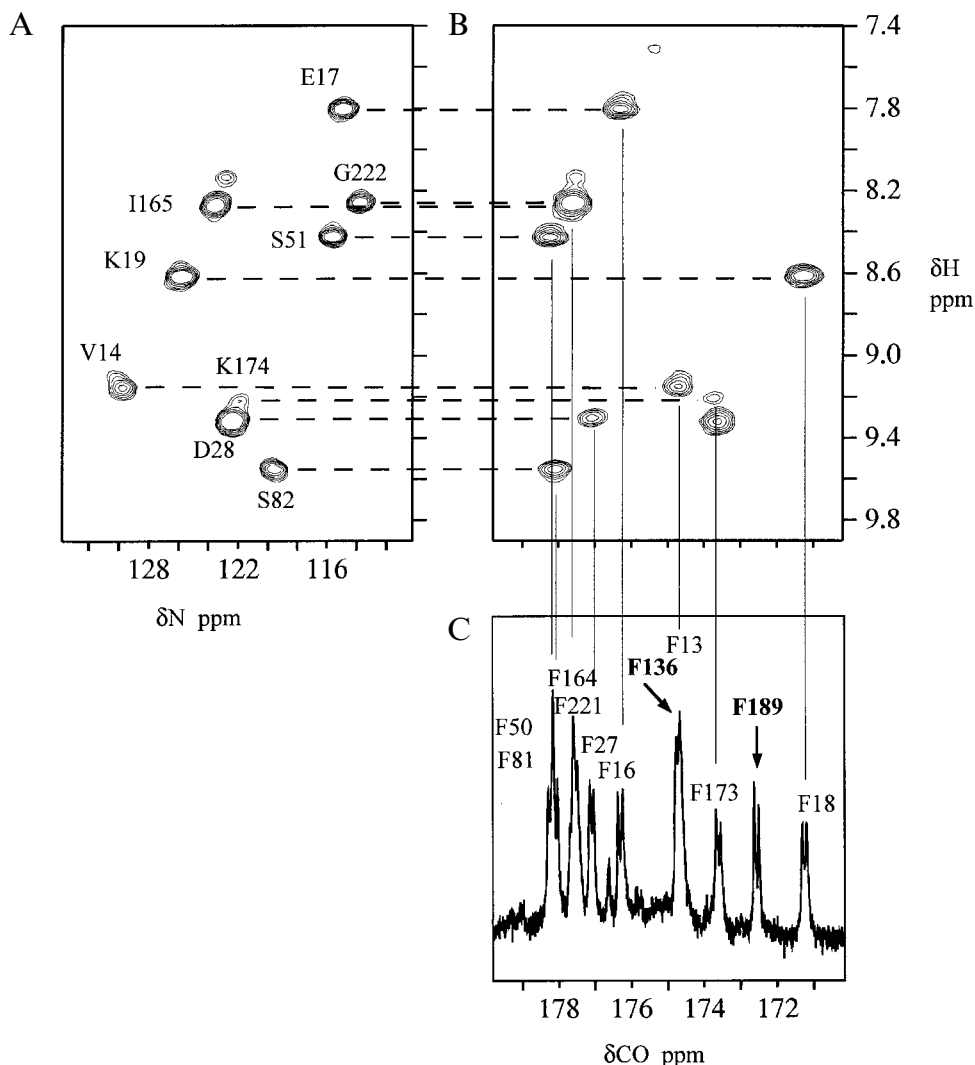 A
B
7.4
E17
7.8
G222
8.2
I165
S51
K19
8.6
δH
ppm
V14
K174
9.0
D28
9.4
S82
9.8
128
122
116
δN ppm
C
F13
F136
F164
F189
F221
F50
F27
F81
F16
F173
F18
178
176
174
172
δCO ppm